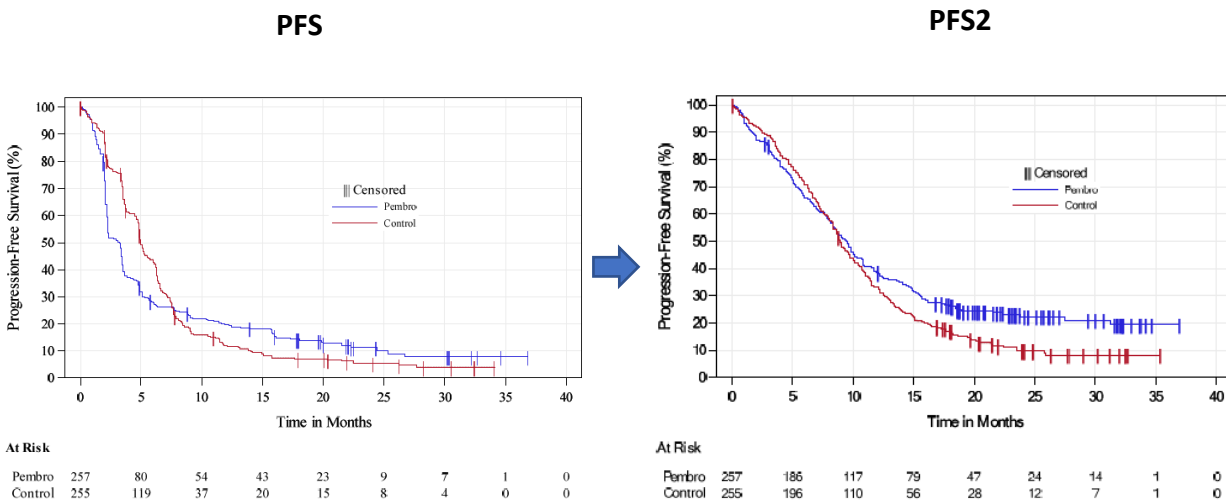 PFS
100
90
80
70
60
50
40
30
20
10
0
Progression-Free Survival (%)
Censored
Pembro
Control
0 5 10 15 20 25 30 35 40
Time in Months
At Risk
Pembro 257 80 54 43 23 9 7 1 0
Control 255 119 37 20 15 8 4 0 0
PFS2
100
90
80
70
60
50
40
30
20
10
0
Progression-Free Survival (%)
Censored
Pembro
Control
0 5 10 15 20 25 30 35 40
Time in Months
At Risk
Pembro 257 186 117 79 47 24 14 1 0
Control 255 196 110 56 28 12 7 1 0